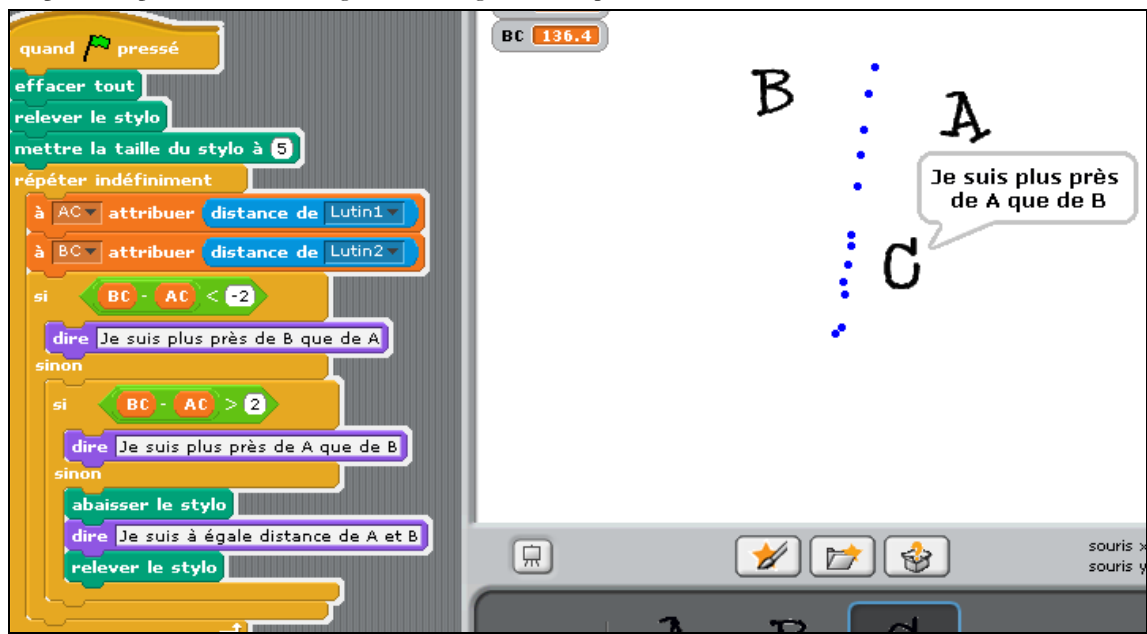 quand pressé
effacer tout
relever le stylo
mettre la taille du stylo à 5
répéter indéfiniment
à AC attribuer distance de Lutin1
à BC attribuer distance de Lutin2
si BC - AC < -2
dire Je suis plus près de B que de A
sinon
si BC - AC > 2
dire Je suis plus près de A que de B
sinon
abaisser le stylo
dire Je suis à égale distance de A et B
relever le stylo
BC 136.4
B
A
Je suis plus près
de A que de B
C
souris x
souris y
A B C